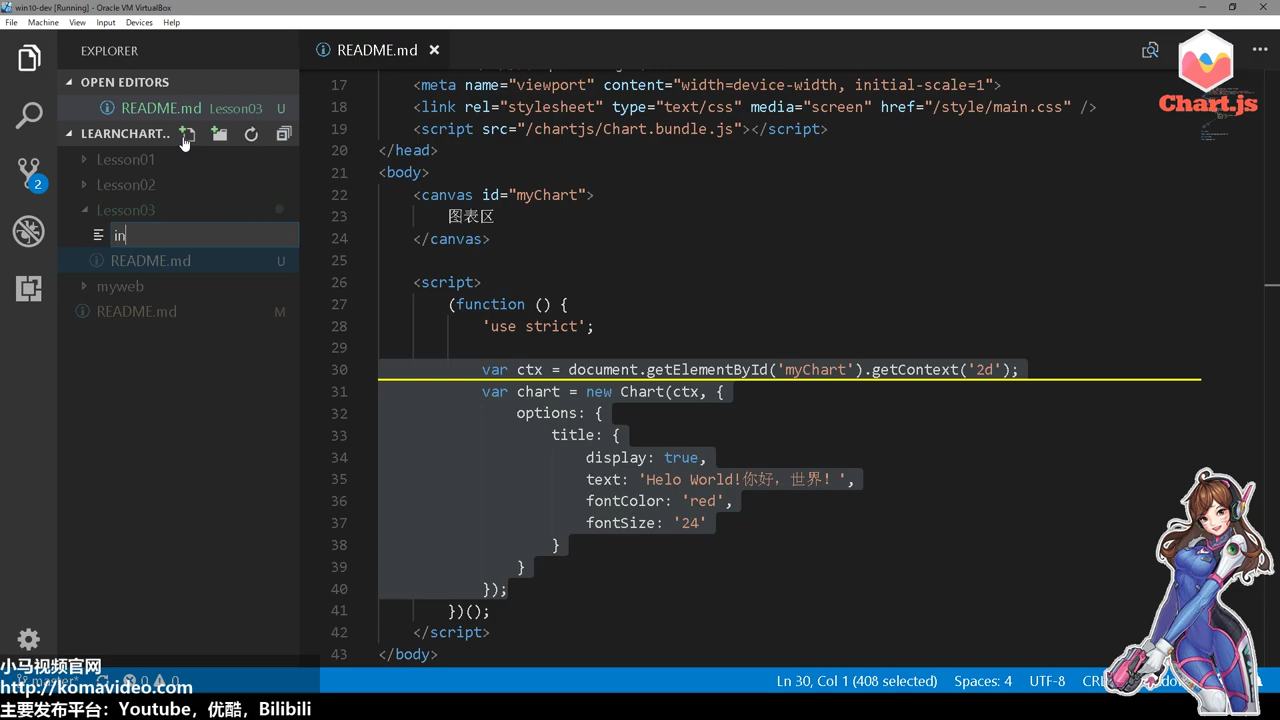 win10-dev [Running] - Oracle VM VirtualBox
File Machine View Input Devices Help
EXPLORER
OPEN EDITORS
README.md Lesson03 U
LEARNCHART..
Lesson01
Lesson02
Lesson03
in
README.md U
myweb
README.md M
2
README.md
Chart.js
17 <meta name="viewport" content="width=device-width, initial-scale=1">
18 <link rel="stylesheet" type="text/css" media="screen" href="/style/main.css" />
19 <script src="/chartjs/Chart.bundle.js"></script>
20 </head>
21 <body>
22 <canvas id="myChart">
23 图表区
24 </canvas>
25
26 <script>
27 (function () {
28 'use strict';
29
30 var ctx = document.getElementById('myChart').getContext('2d');
31 var chart = new Chart(ctx, {
32 options: {
33 title: {
34 display: true,
35 text: 'Helo World!你好，世界！',
36 fontColor: 'red',
37 fontSize: '24'
38 }
39 }
40 });
41 })();
42 </script>
43 </body>
master* 0 0
Ln 30, Col 1 (408 selected) Spaces: 4 UTF-8
小马视频官网
http://komavideo.com
主要发布平台：Youtube，优酷，Bilibili